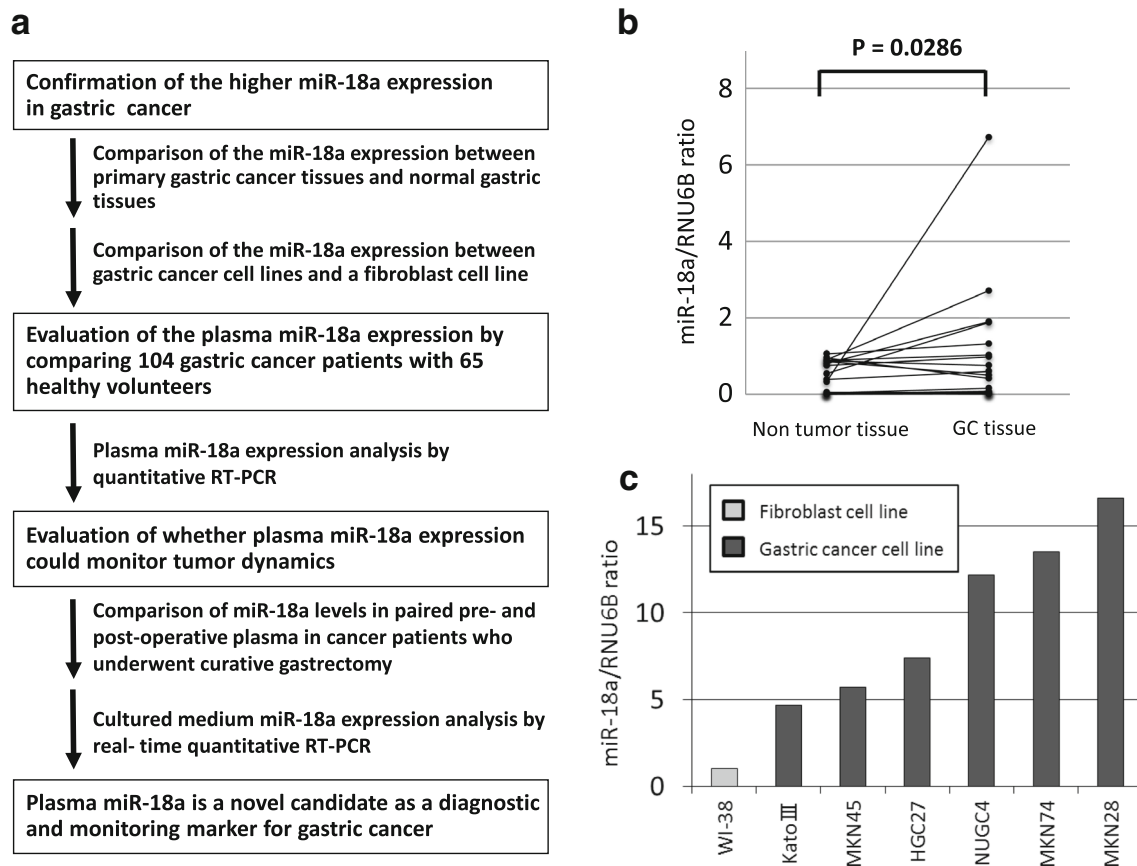 a
Confirmation of the higher miR-18a expression
in gastric cancer
Comparison of the miR-18a expression between
primary gastric cancer tissues and normal gastric
tissues
Comparison of the miR-18a expression between
gastric cancer cell lines and a fibroblast cell line
Evaluation of the plasma miR-18a expression by
comparing 104 gastric cancer patients with 65
healthy volunteers
Plasma miR-18a expression analysis by
quantitative RT-PCR
Evaluation of whether plasma miR-18a expression
could monitor tumor dynamics
Comparison of miR-18a levels in paired pre- and
post-operative plasma in cancer patients who
underwent curative gastrectomy
Cultured medium miR-18a expression analysis by
real- time quantitative RT-PCR
Plasma miR-18a is a novel candidate as a diagnostic
and monitoring marker for gastric cancer
b
P = 0.0286
miR-18a/RNU6B ratio
8
6
4
2
0
Non tumor tissue
GC tissue
c
Fibroblast cell line
Gastric cancer cell line
miR-18a/RNU6B ratio
15
10
5
0
WI-38
KatoⅢ
MKN45
HGC27
NUGC4
MKN74
MKN28